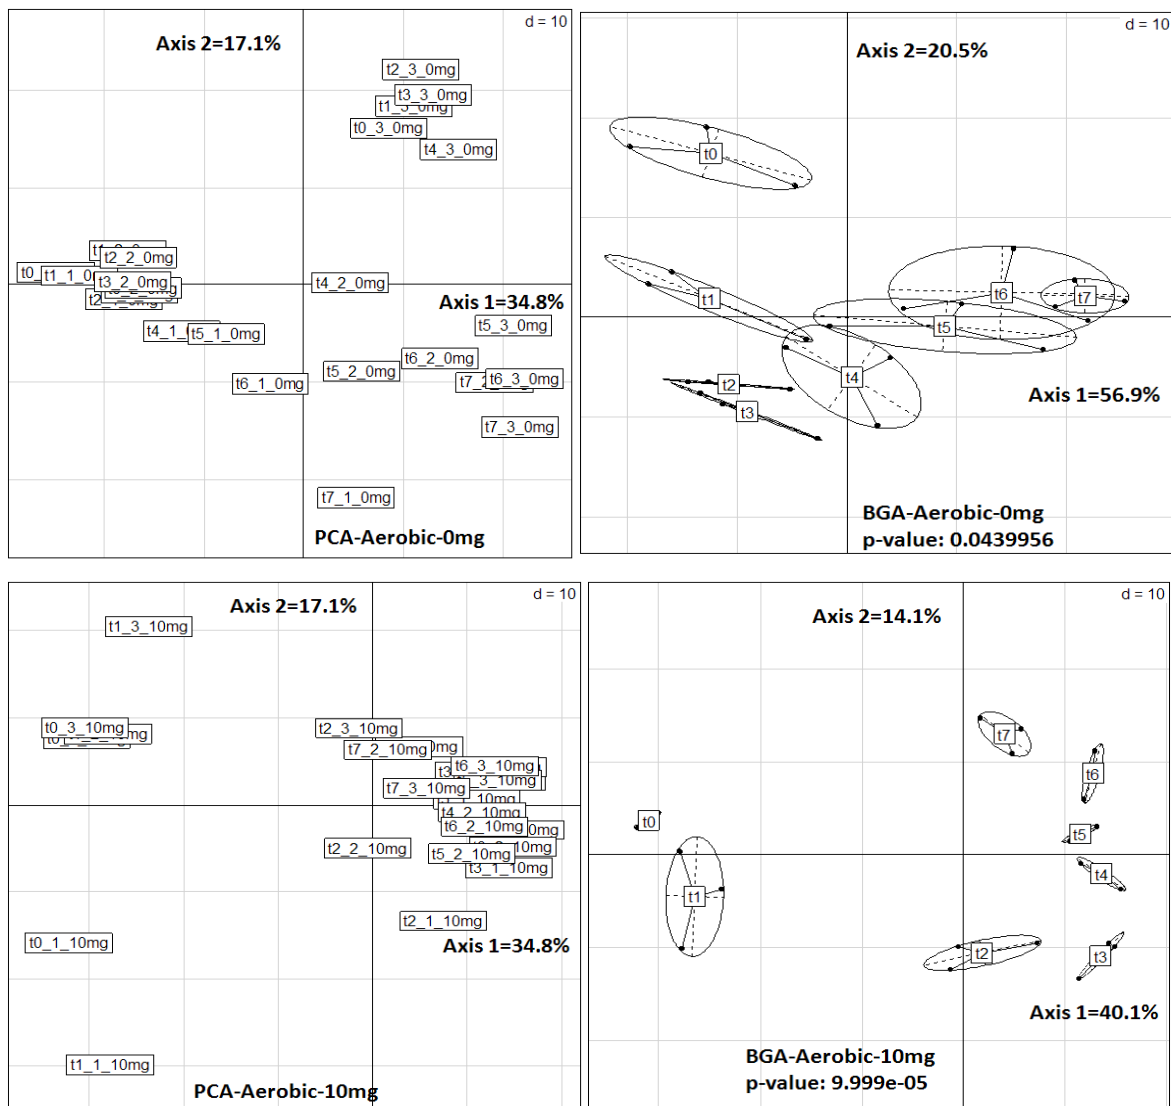 d = 10
Axis 2=17.1%
t2_3_0mg
t3_3_0mg
t0_3_0mg
t4_3_0mg
t2_2_0mg
t3_2_0mg
t4_2_0mg
Axis 1=34.8%
t5_3_0mg
t5_1_0mg
t6_2_0mg
t5_2_0mg
t6_3_0mg
t6_1_0mg
t7_3_0mg
t7_1_0mg
PCA-Aerobic-0mg
d = 10
Axis 2=20.5%
t0
t1
t6
t7
t5
t4
t2
t3
Axis 1=56.9%
BGA-Aerobic-0mg
p-value: 0.0439956
d = 10
Axis 2=17.1%
t1_3_10mg
t0_3_10mg
t2_3_10mg
t7_2_10mg
t6_3_10mg
t7_3_10mg
t4_2_10mg
t6_2_10mg
t2_2_10mg
t5_2_10mg
t3_1_10mg
t2_1_10mg
t0_1_10mg
Axis 1=34.8%
t1_1_10mg
PCA-Aerobic-10mg
d = 10
Axis 2=14.1%
t7
t6
t0
t5
t4
t1
t2
t3
Axis 1=40.1%
BGA-Aerobic-10mg
p-value: 9.999e-05